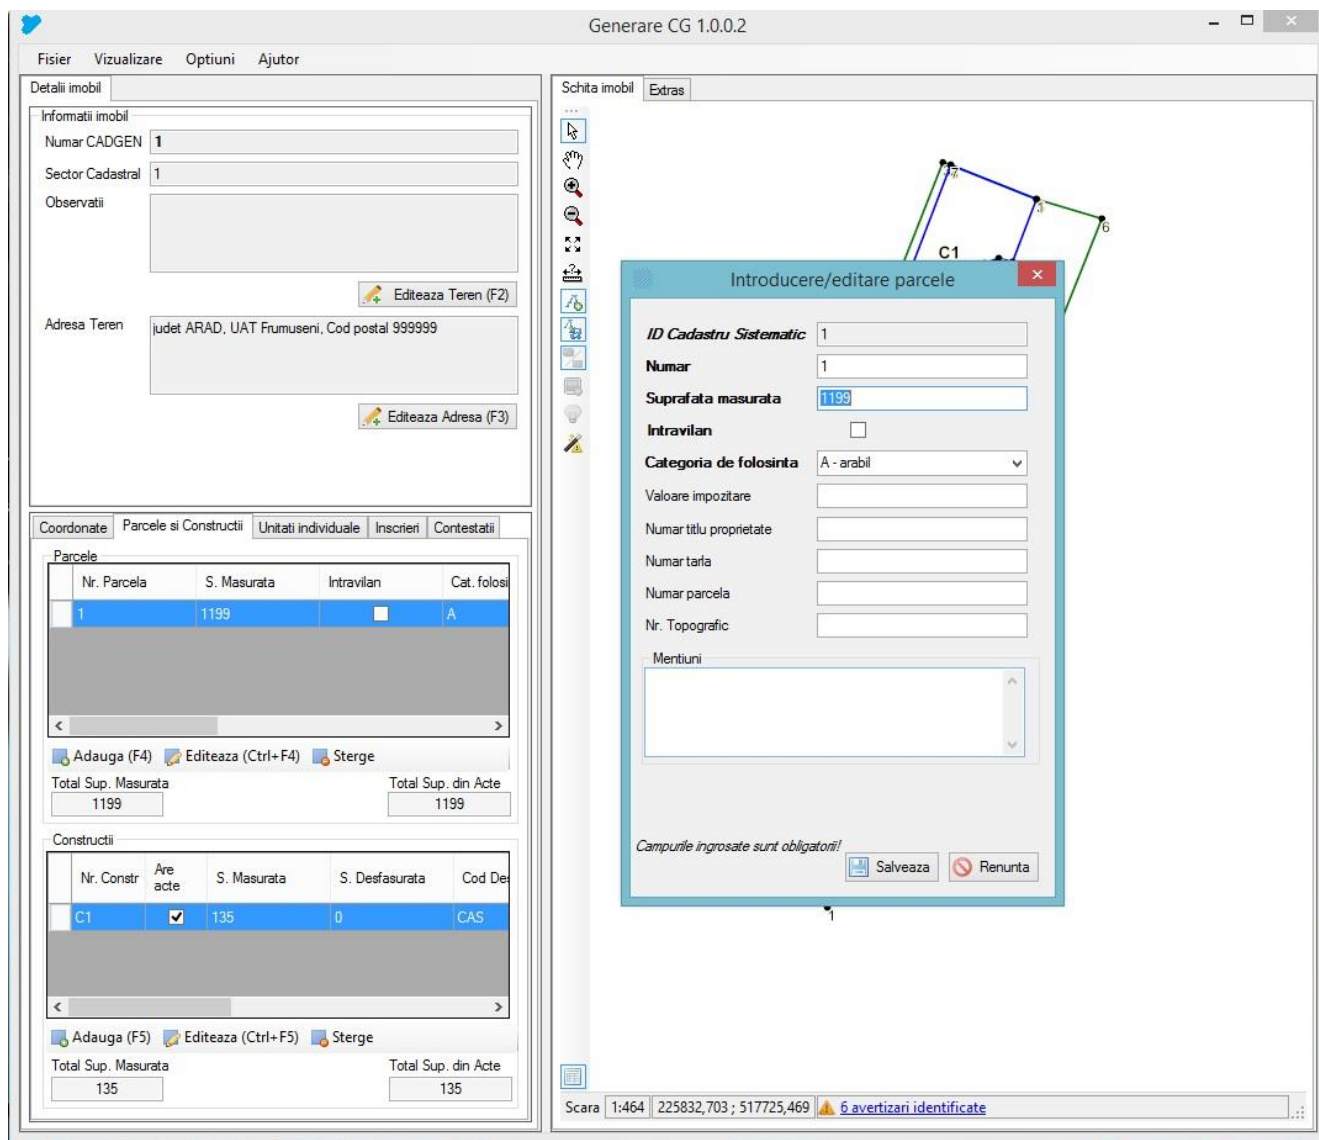 Generare CG 1.0.0.2
Fisier Vizualizare Optiuni Ajutor
Detalii imobil
Informatii imobil
Numar CADGEN 1
Sector Cadastral 1
Observatii
Editeaza Teren (F2)
Adresa Teren judet ARAD, UAT Frumuseni, Cod postal 999999
Editeaza Adresa (F3)
Coordonate Parcele si Constructii Unitati individuale Inscrieri Contestatii
Parcele
Nr. Parcela S. Masurata Intravilan Cat. folosi
1 1199 A
Adauga (F4) Editeaza (Ctrl+F4) Sterge
Total Sup. Masurata Total Sup. din Acte
1199 1199
Constructii
Nr. Constr Are acte S. Masurata S. Desfasurata Cod Des
C1 135 0 CAS
Adauga (F5) Editeaza (Ctrl+F5) Sterge
Total Sup. Masurata Total Sup. din Acte
135 135
Schita imobil Extras
3
6
C1
Introducere/editare parcele
ID Cadastru Sistematic 1
Numar 1
Suprafata masurata 1199
Intravilan
Categoria de folosinta A - arabil
Valoare impozitare
Numar titlu proprietate
Numar tarla
Numar parcela
Nr. Topografic
Mentiuni
Campurile ingrosate sunt obligatorii!
Salveaza Renunta
1
Scara 1:464 225832,703 ; 517725,469 6 avertizari identificate